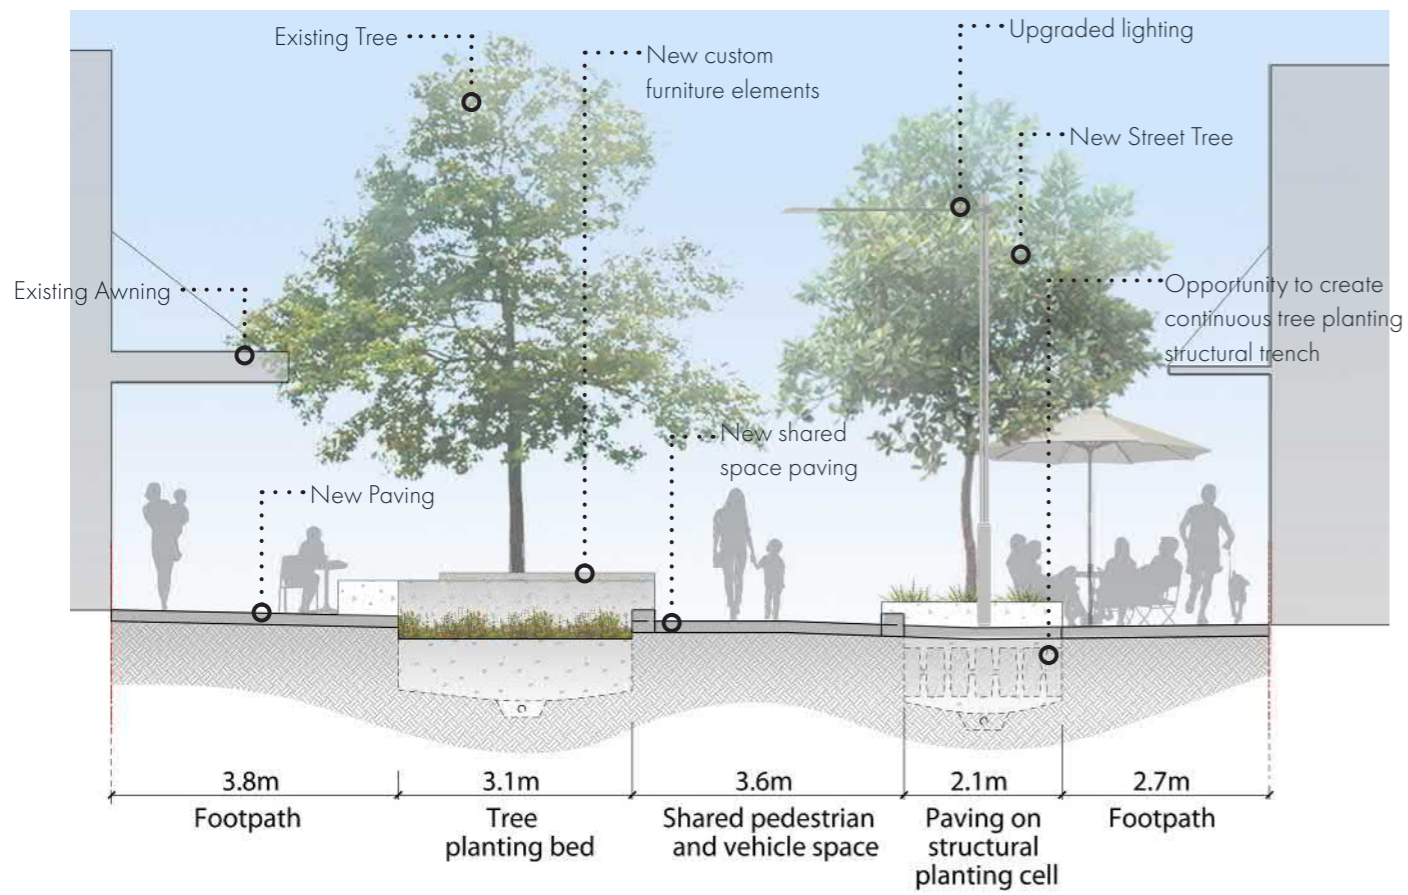 Existing Tree
New custom
furniture elements
Upgraded lighting
New Street Tree
Existing Awning
Opportunity to create
continuous tree planting
structural trench
New shared
space paving
New Paving
3.8m
Footpath
3.1m
Tree
planting bed
3.6m
Shared pedestrian
and vehicle space
2.1m
Paving on
structural
planting cell
2.7m
Footpath